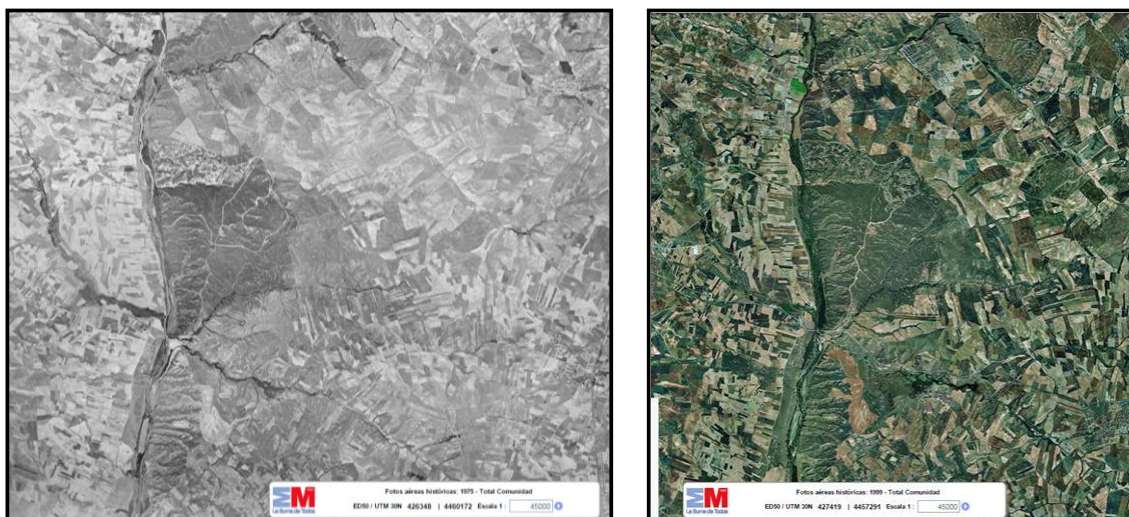 Fotos aéreas históricas: 1975 - Total Comunidad
ED50 / UTM 30N 426348 | 4460172 Escala 1 : 45000
La Suma de Todos
Fotos aéreas históricas: 1999 - Total Comunidad
ED50 / UTM 30N 427419 | 4457291 Escala 1 : 45000
La Suma de Todos